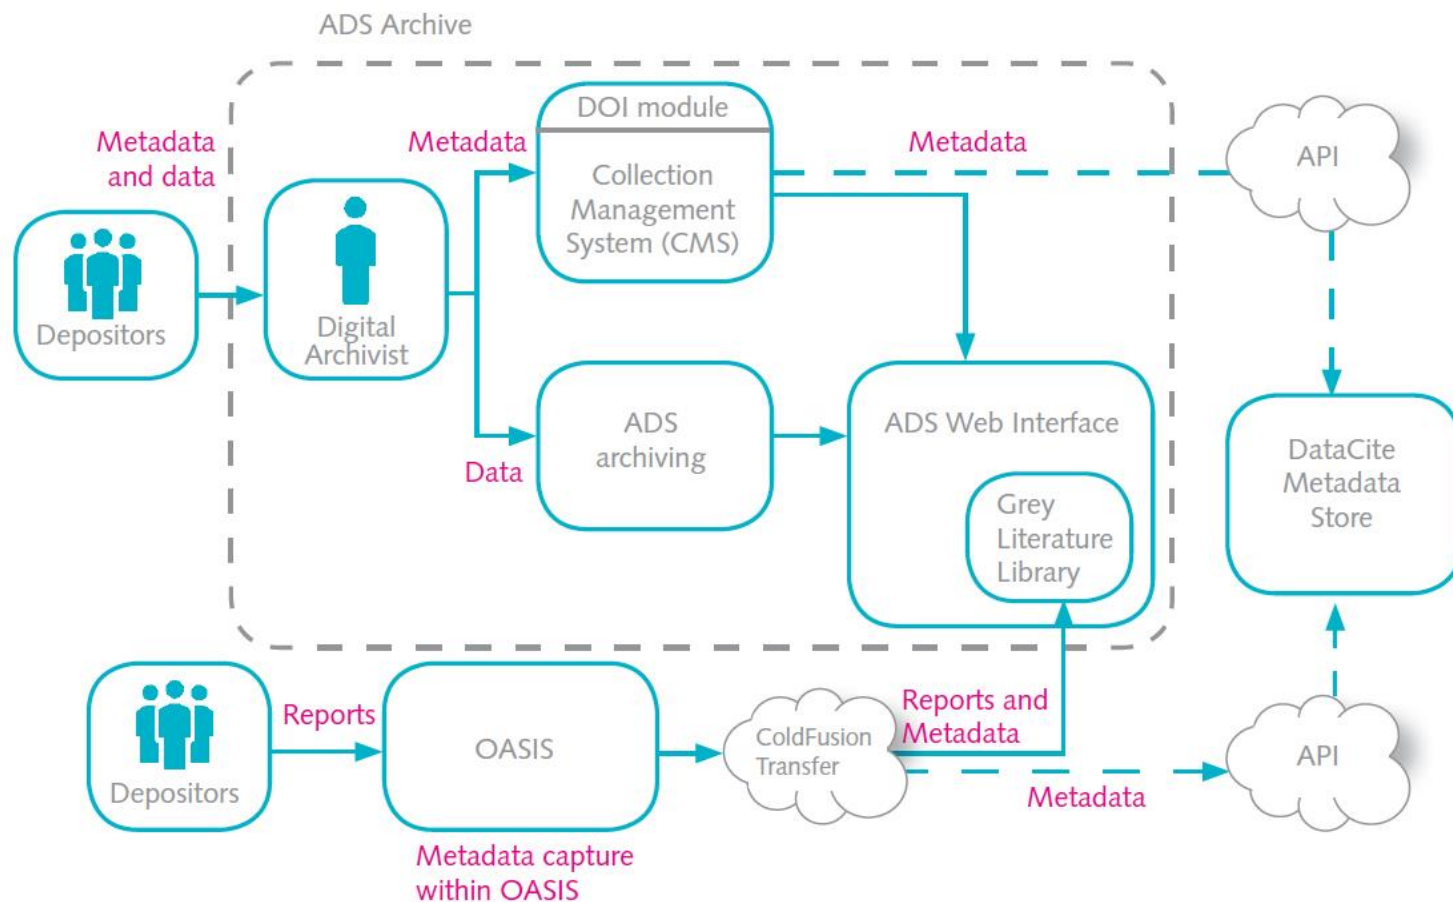 ADS Archive
Metadata
and data
Depositors
Digital
Archivist
Metadata
Data
DOI module
Collection
Management
System (CMS)
Metadata
API
ADS
archiving
ADS Web Interface
Grey
Literature
Library
DataCite
Metadata
Store
Depositors
Reports
OASIS
Metadata capture
within OASIS
ColdFusion
Transfer
Reports and
Metadata
Metadata
API